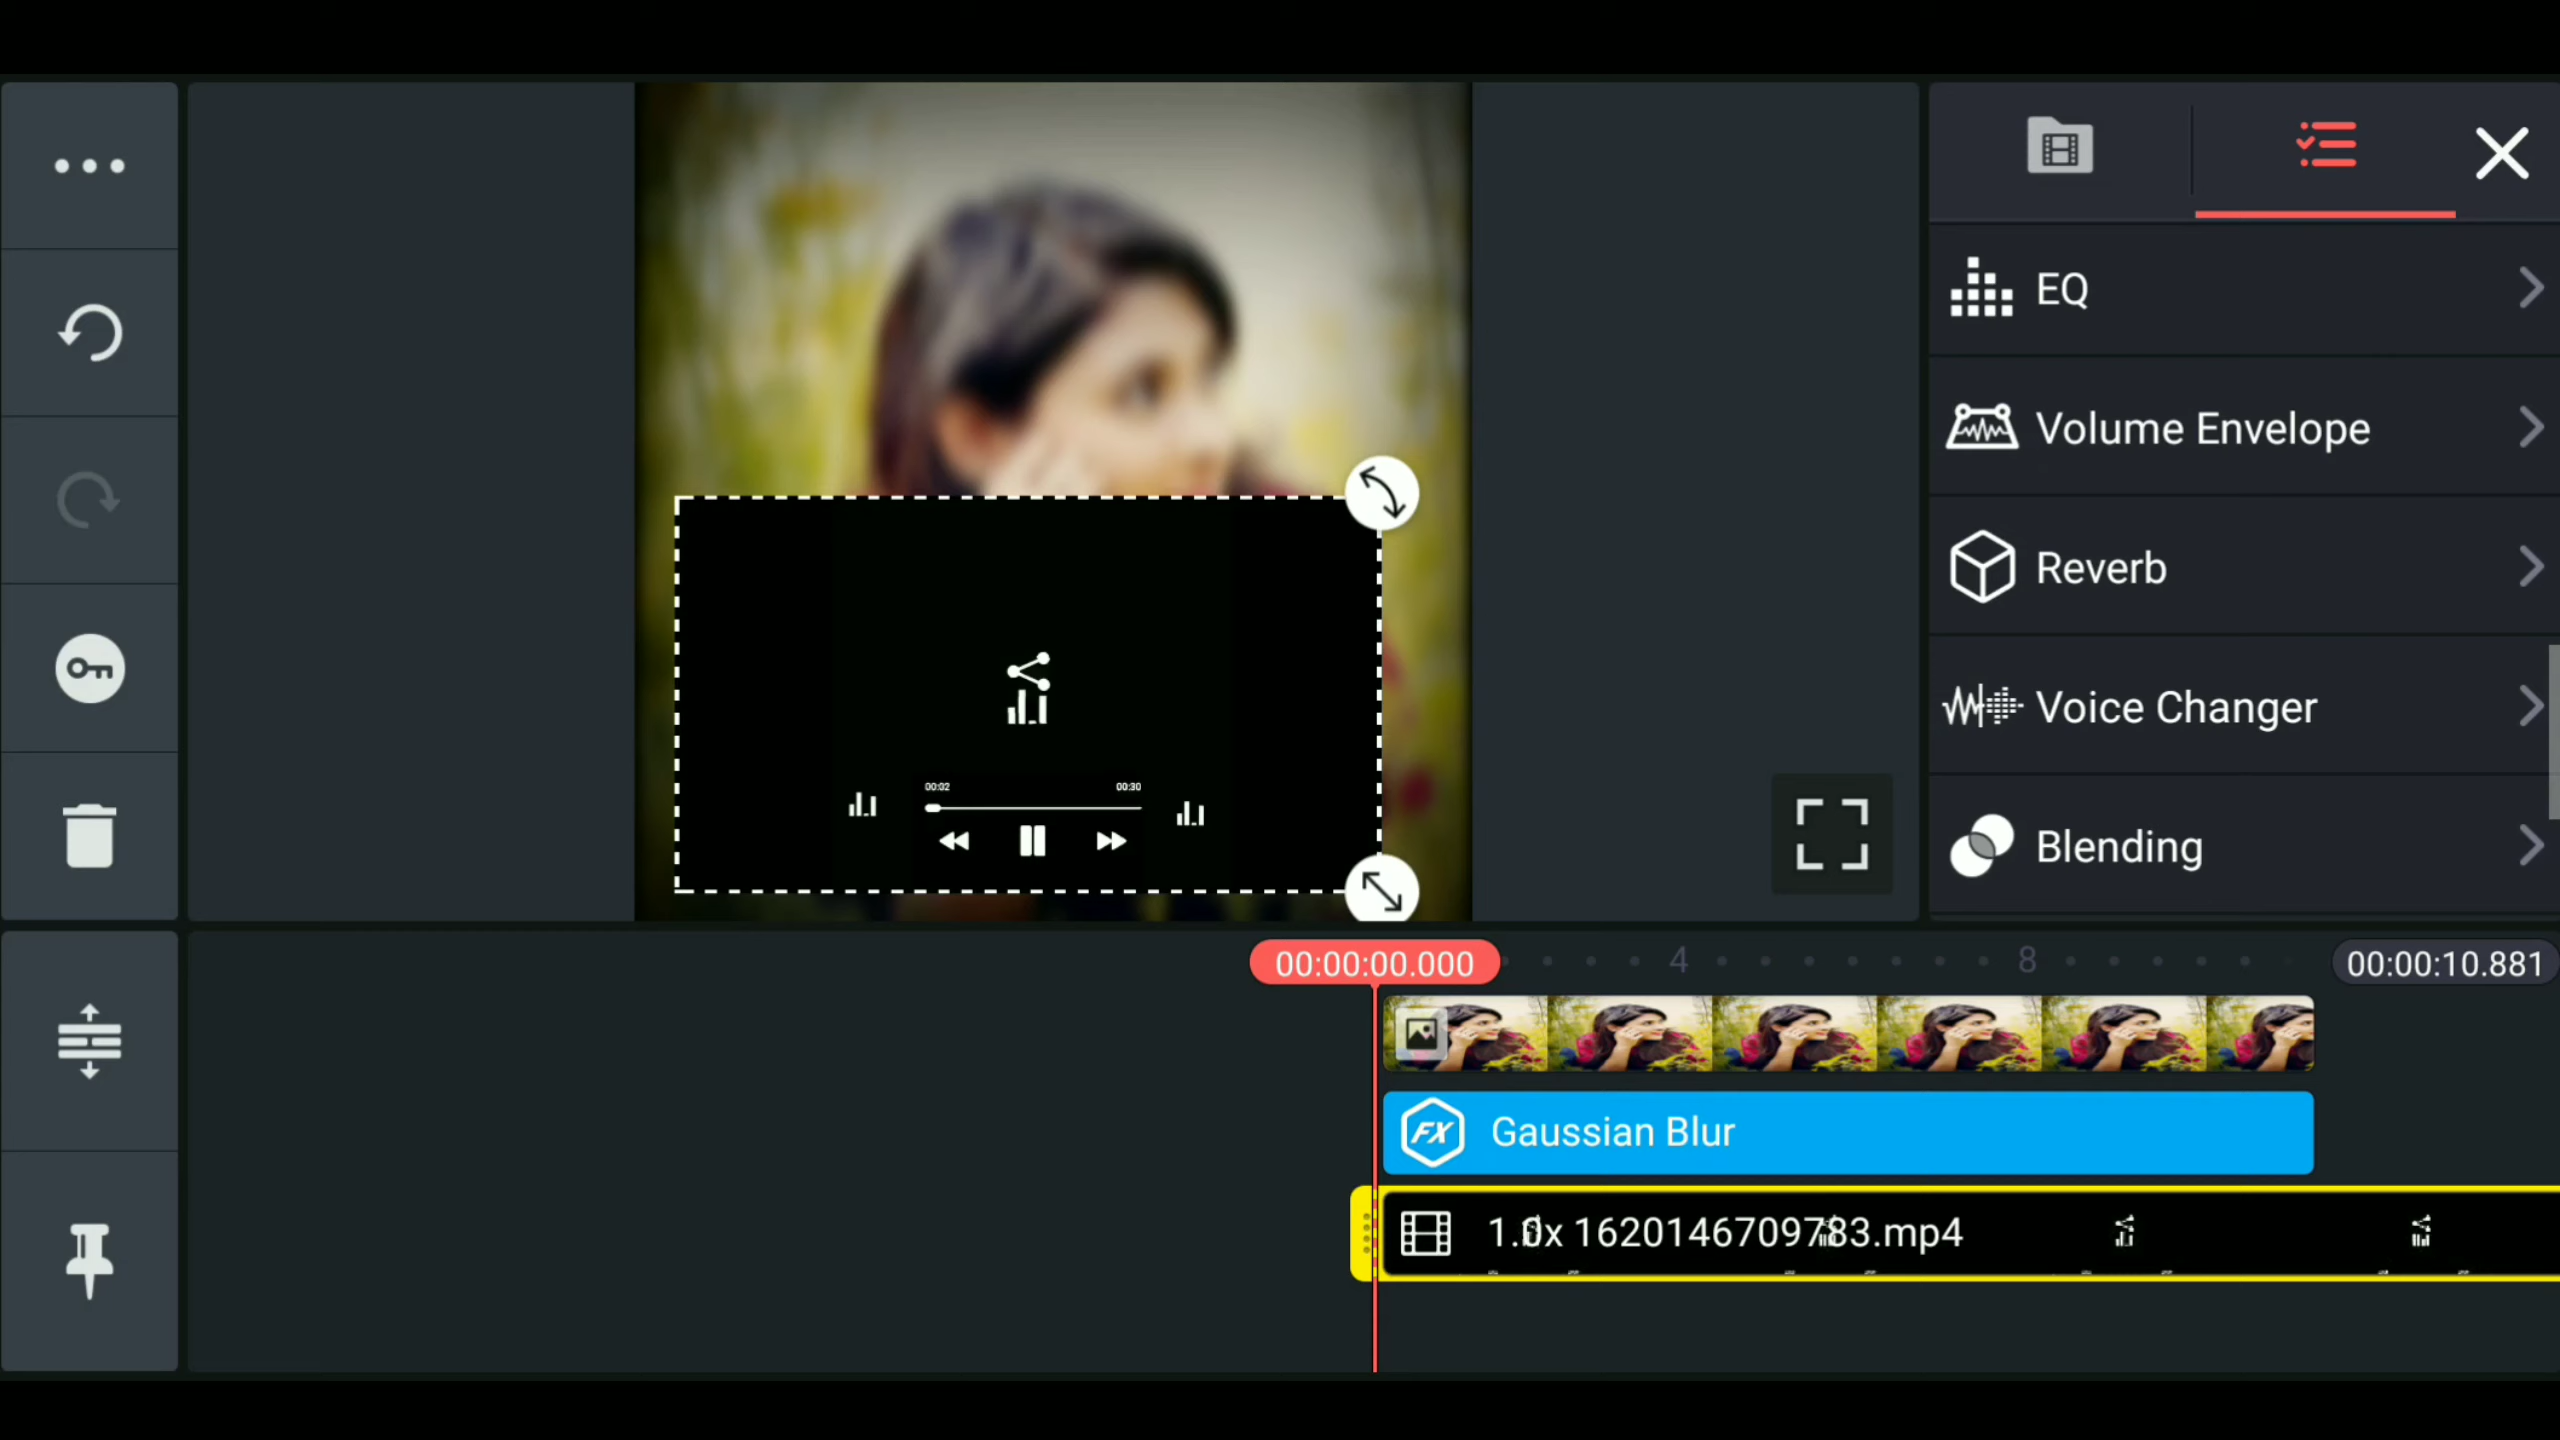 EQ
Volume Envelope
Reverb
Voice Changer
Blending
00:02
00:30
00:00:00.000
4
8
00:00:10.881
FX
Gaussian Blur
1.0x 1620146709783.mp4